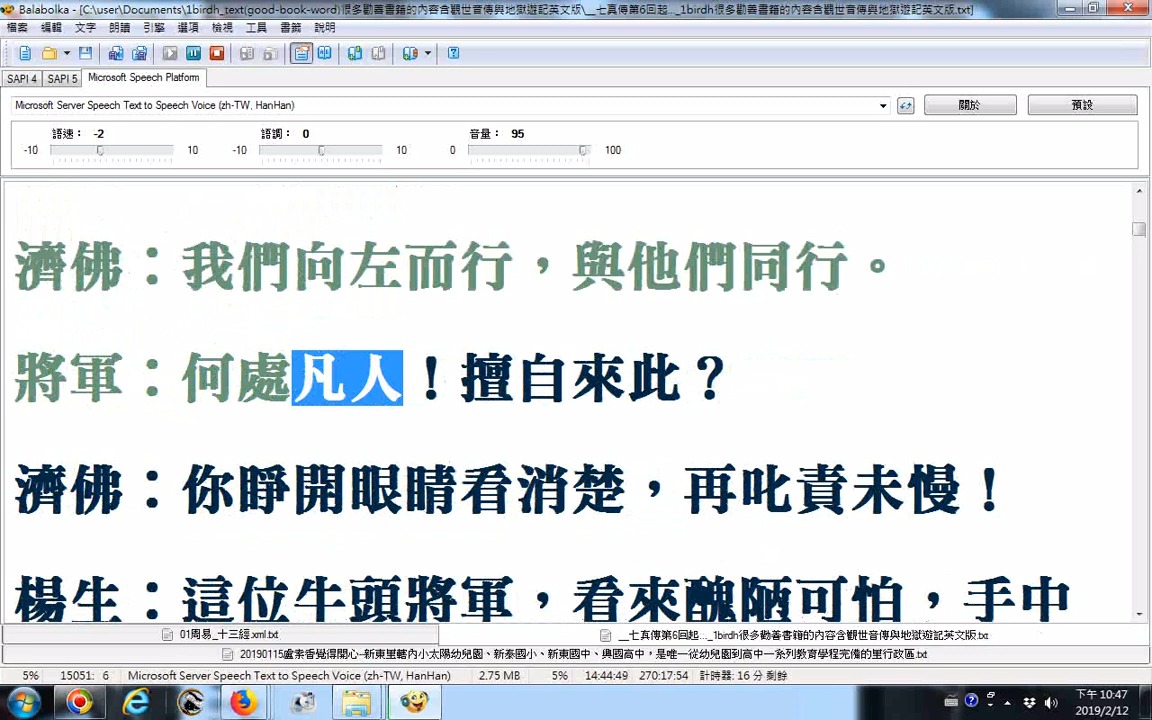 Balabolka - [C:\user\Documents\1birdh_text(good-book-word)很多勸善書籍的內容含觀世音傳與地獄遊記英文版\__七真傳第6回起..._1birdh很多勸善書籍的內容含觀世音傳與地獄遊記英文版.txt]
檔案 編輯 文字 朗讀 引擎 選項 檢視 工具 書籤 說明
SAPI 4 SAPI 5 Microsoft Speech Platform
Microsoft Server Speech Text to Speech Voice (zh-TW, HanHan) 關於 預設
語速： -2 語調： 0 音量： 95
-10 10 -10 10 0 100
濟佛：我們向左而行，與他們同行。
將軍：何處凡人！擅自來此？
濟佛：你睜開眼睛看消楚，再叱責未慢！
楊生：這位牛頭將軍，看來醜陋可怕，手中
01周易_十三經.xml.txt __七真傳第6回起..._1birdh很多勸善書籍的內容含觀世音傳與地獄遊記英文版.txt
20190115盧素香覺得開心--新東里轄內小太陽幼兒園、新泰國小、新東國中、興國高中，是唯一從幼兒園到高中一系列教育學程完備的里行政區.txt
5% 15051: 6 Microsoft Server Speech Text to Speech Voice (zh-TW, HanHan) 2.75 MB 5% 14:44:49 270:17:54 計時器: 16 分 剩餘
下午 10:47
2019/2/12